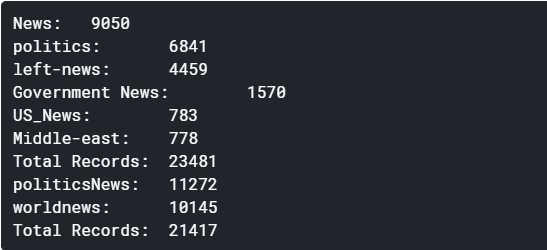 News:   9050
politics:       6841
left-news:      4459
Government News:        1570
US_News:        783
Middle-east:    778
Total Records:  23481
politicsNews:   11272
worldnews:      10145
Total Records:  21417